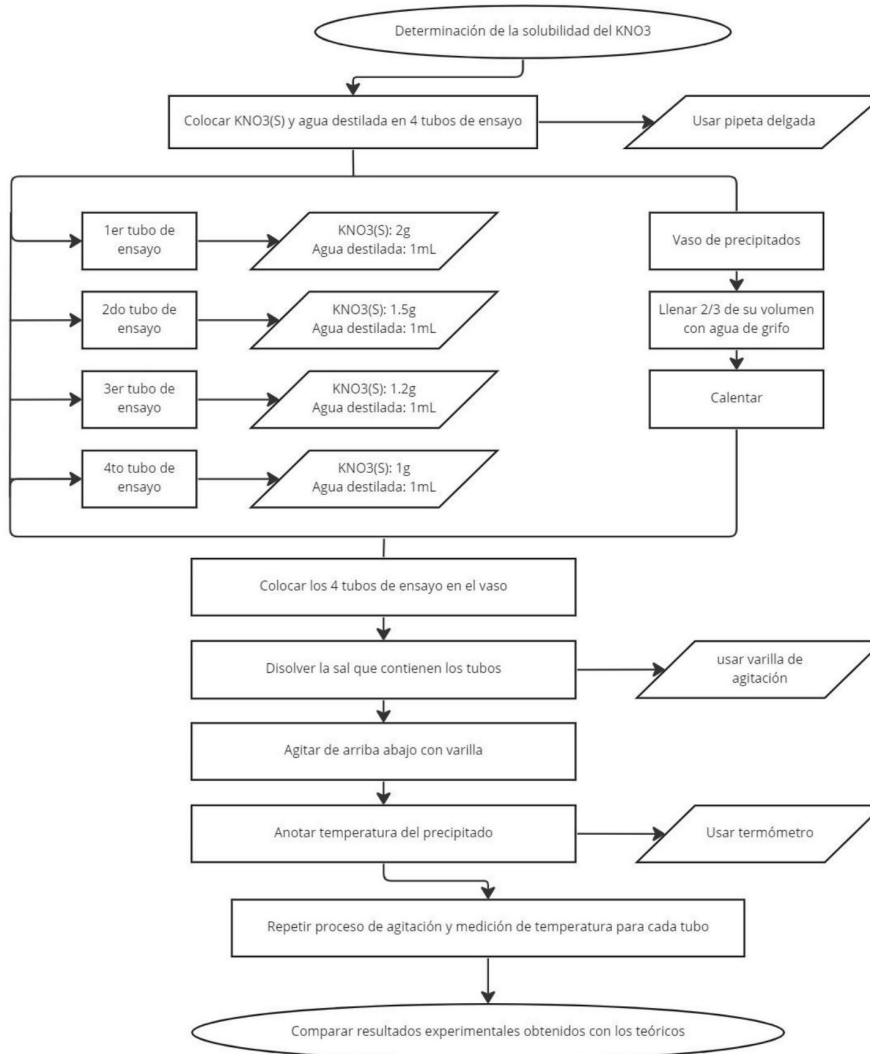 Determinación de la solubilidad del KNO3
Colocar KNO3(S) y agua destilada en 4 tubos de ensayo
Usar pipeta delgada
1er tubo de
ensayo
KNO3(S): 2g
Agua destilada: 1mL
2do tubo de
ensayo
KNO3(S): 1.5g
Agua destilada: 1mL
3er tubo de
ensayo
KNO3(S): 1.2g
Agua destilada: 1mL
4to tubo de
ensayo
KNO3(S): 1g
Agua destilada: 1mL
Vaso de precipitados
Llenar 2/3 de su volumen
con agua de grifo
Calentar
Colocar los 4 tubos de ensayo en el vaso
Disolver la sal que contienen los tubos
usar varilla de
agitación
Agitar de arriba abajo con varilla
Anotar temperatura del precipitado
Usar termómetro
Repetir proceso de agitación y medición de temperatura para cada tubo
Comparar resultados experimentales obtenidos con los teóricos